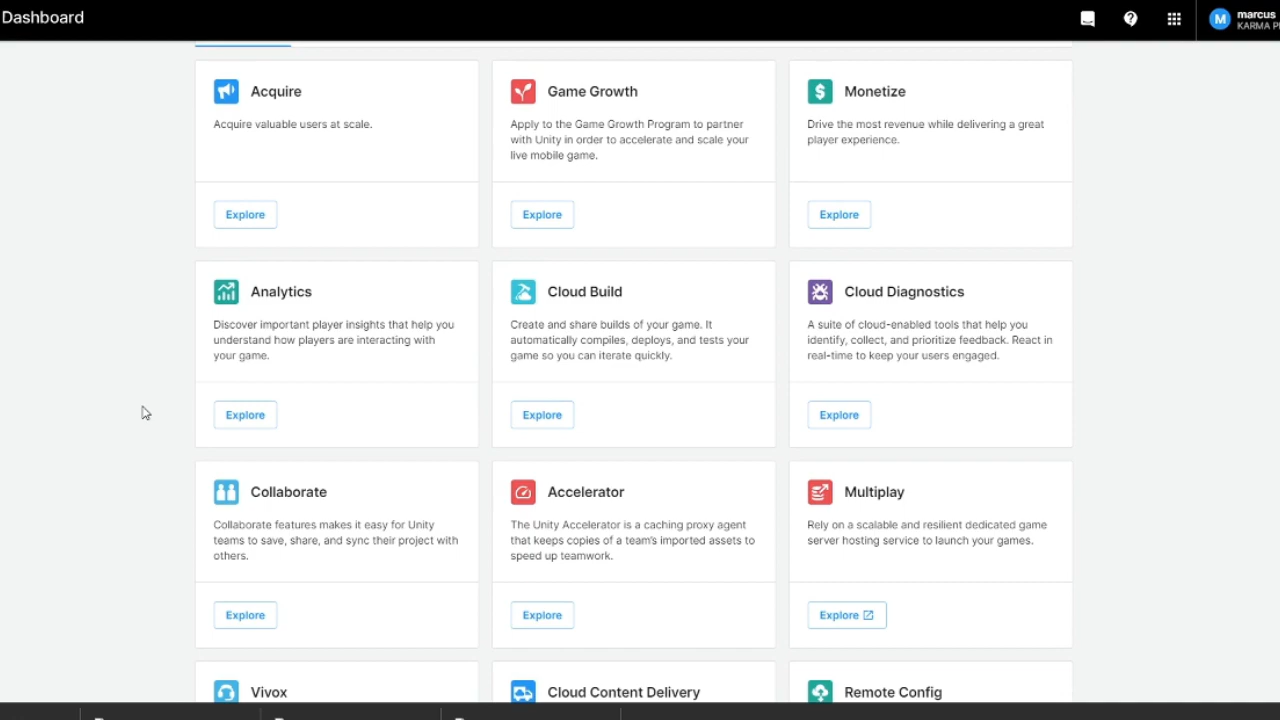 Dashboard
M
marcus
KARMA P
Acquire
Acquire valuable users at scale.
Explore
Game Growth
Apply to the Game Growth Program to partner
with Unity in order to accelerate and scale your
live mobile game.
Explore
Monetize
Drive the most revenue while delivering a great
player experience.
Explore
Analytics
Discover important player insights that help you
understand how players are interacting with
your game.
Explore
Cloud Build
Create and share builds of your game. It
automatically compiles, deploys, and tests your
game so you can iterate quickly.
Explore
Cloud Diagnostics
A suite of cloud-enabled tools that help you
identify, collect, and prioritize feedback. React in
real-time to keep your users engaged.
Explore
Collaborate
Collaborate features makes it easy for Unity
teams to save, share, and sync their project with
others.
Explore
Accelerator
The Unity Accelerator is a caching proxy agent
that keeps copies of a team's imported assets to
speed up teamwork.
Explore
Multiplay
Rely on a scalable and resilient dedicated game
server hosting service to launch your games.
Explore
Vivox
Cloud Content Delivery
Remote Config